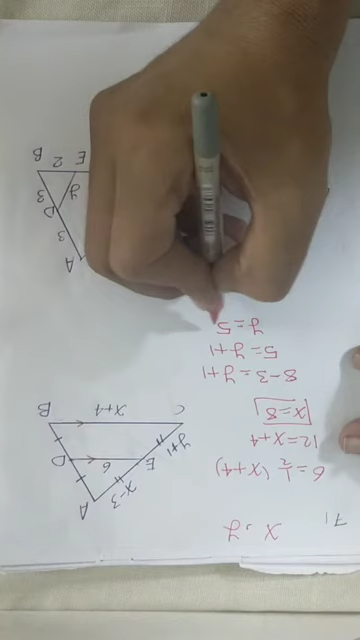 x, y
6 = 1/2 (x+4)
12 = x+4
x = 8
8-3 = y+1
5 = y+1
y = 5
A
x-3
D
6
E
y+1
B
x+4
C
A
3
D
3
y
B
2
E